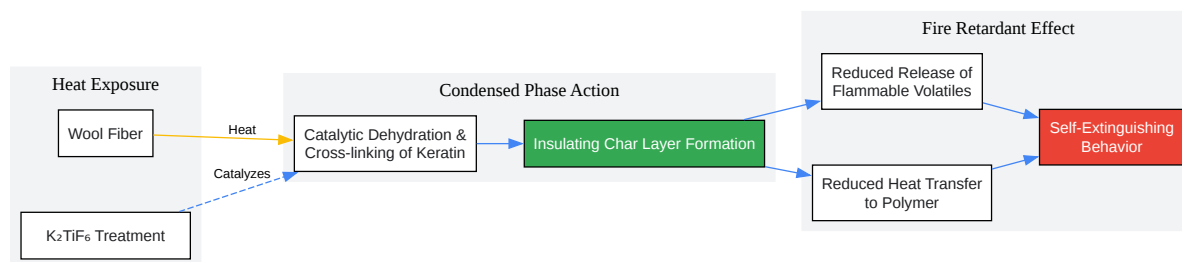 Heat Exposure
Wool Fiber
K₂TiF₆ Treatment
Heat
Catalyzes
Condensed Phase Action
Catalytic Dehydration &
Cross-linking of Keratin
Insulating Char Layer Formation
Fire Retardant Effect
Reduced Release of
Flammable Volatiles
Reduced Heat Transfer
to Polymer
Self-Extinguishing
Behavior